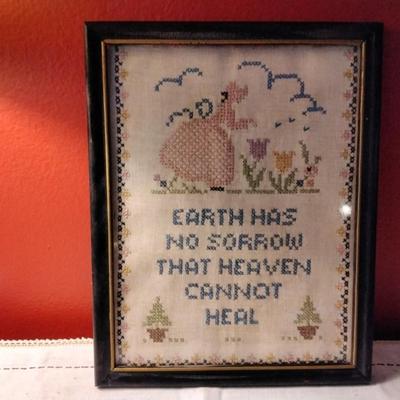 EARTH HAS
NO SORROW
THAT HEAVEN
CANNOT
HEAL